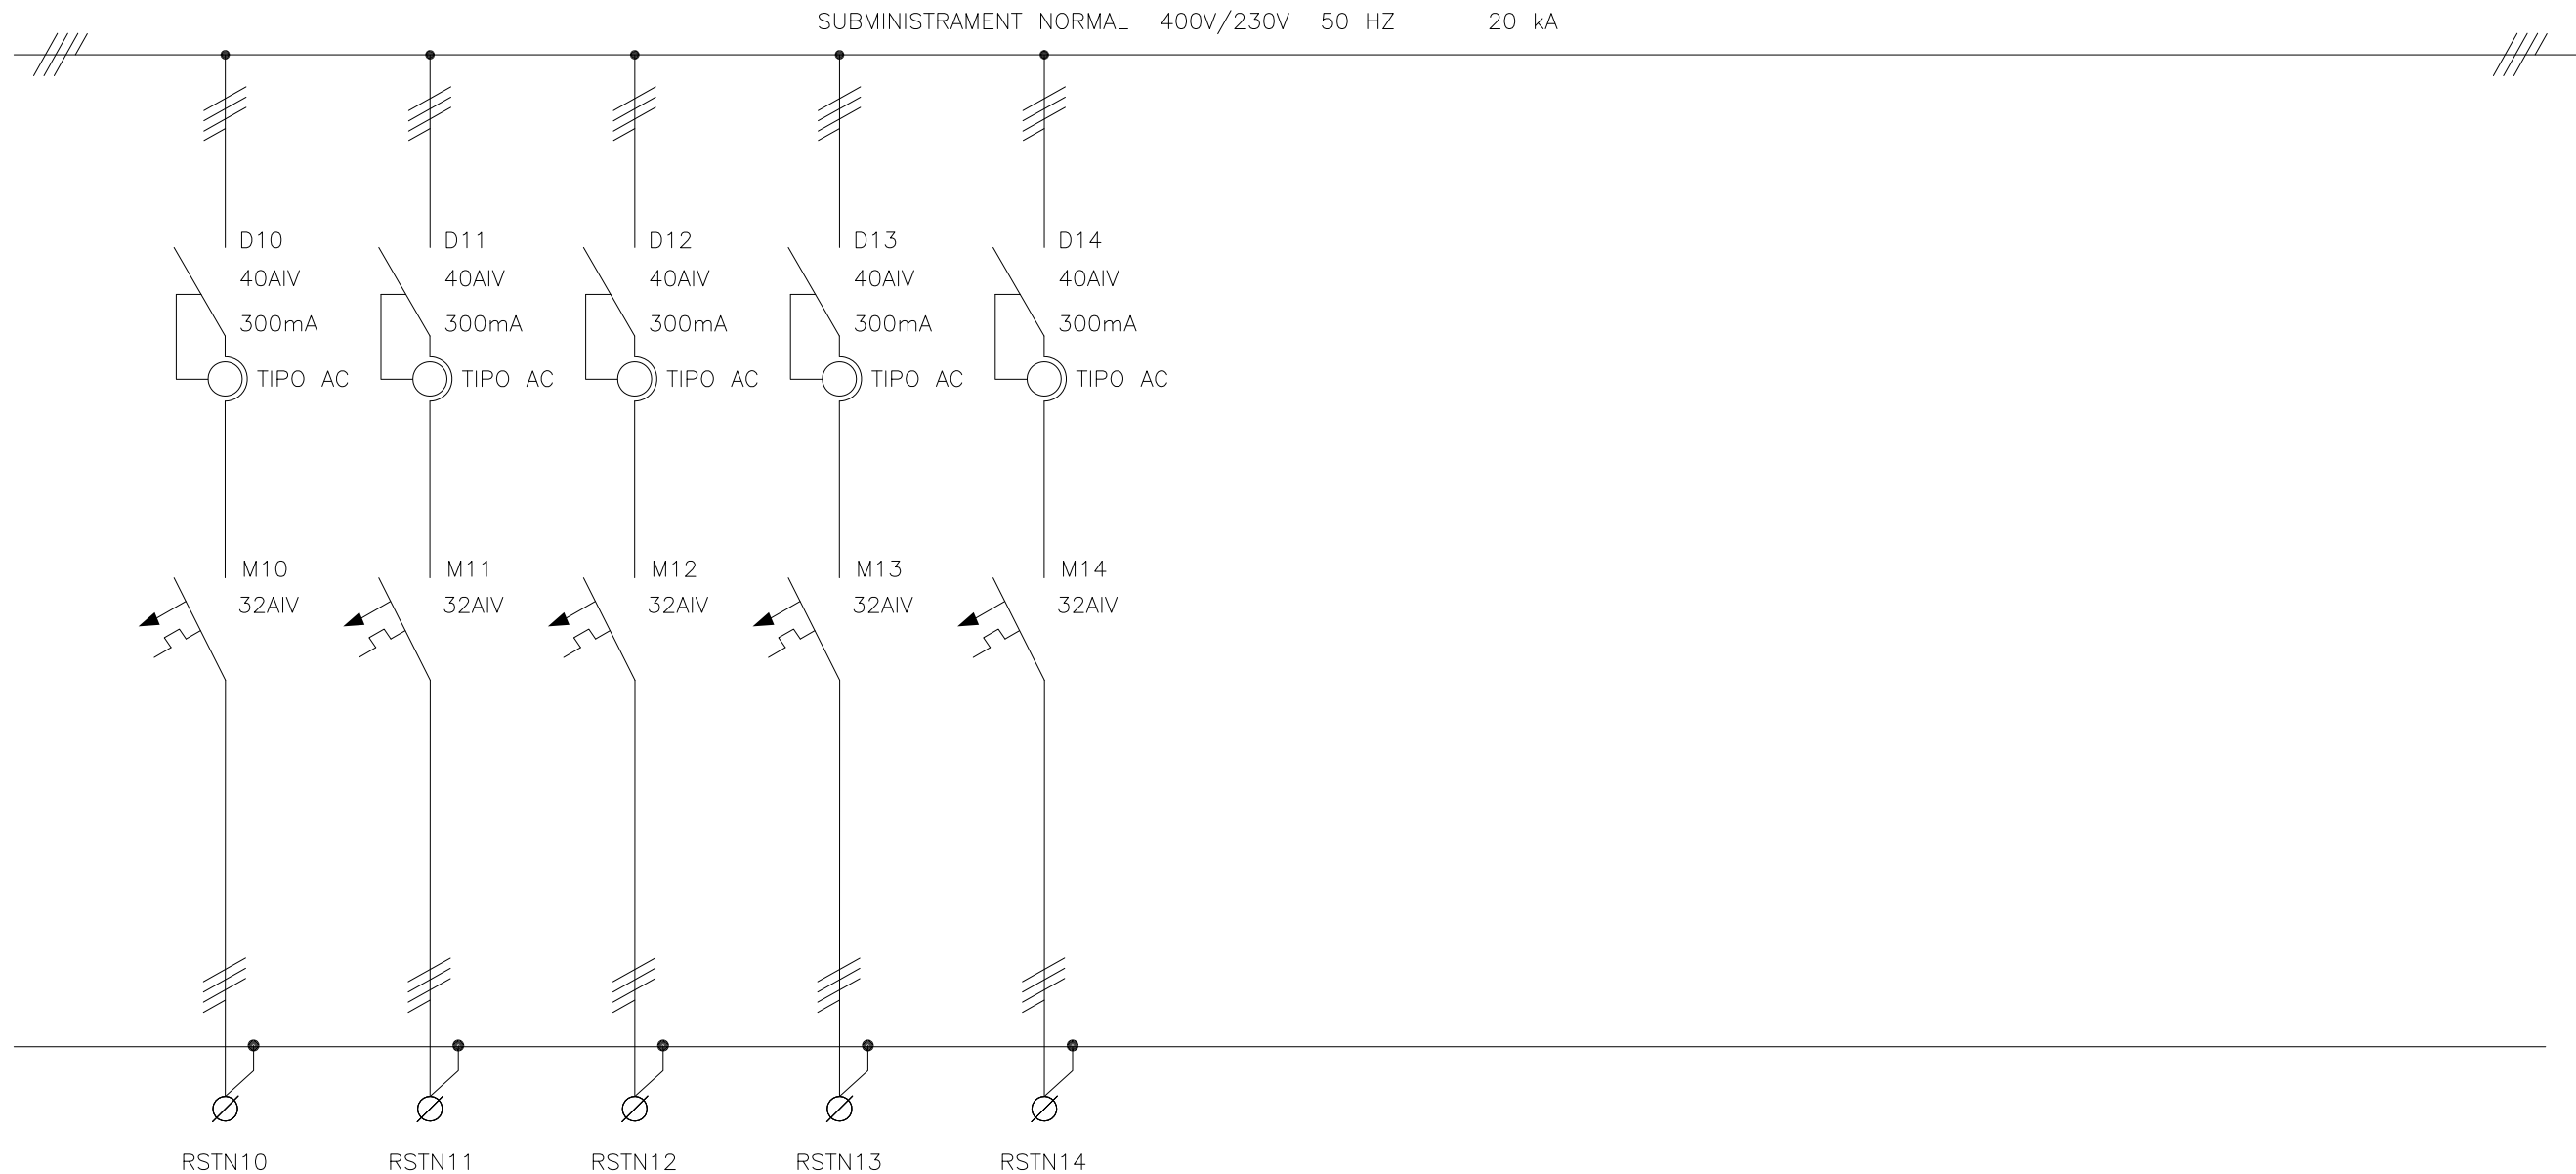 SUBMINISTRAMENT NORMAL 400V/230V 50 HZ 20 kA
D10 D11 D12 D13 D14
40AIV 40AIV 40AIV 40AIV 40AIV
300mA 300mA 300mA 300mA 300mA
TIPO AC TIPO AC TIPO AC TIPO AC TIPO AC
M10 M11 M12 M13 M14
32AIV 32AIV 32AIV 32AIV 32AIV
RSTN10 RSTN11 RSTN12 RSTN13 RSTN14